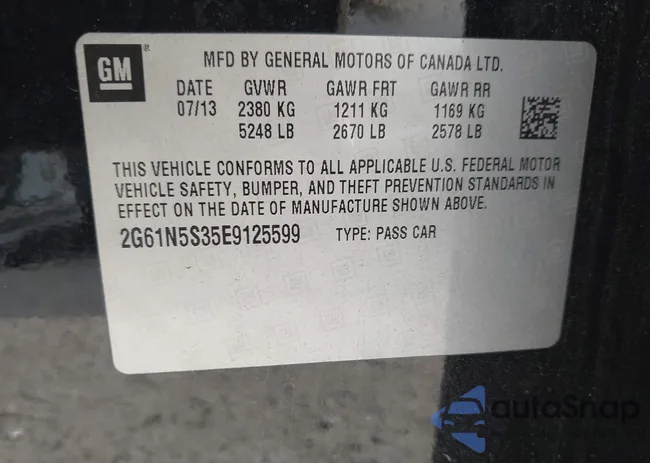 GM
®
MFD BY GENERAL MOTORS OF CANADA LTD.
DATE GVWR GAWR FRT GAWR RR
07/13 2380 KG 1211 KG 1169 KG
5248 LB 2670 LB 2578 LB
THIS VEHICLE CONFORMS TO ALL APPLICABLE U.S. FEDERAL MOTOR
VEHICLE SAFETY, BUMPER, AND THEFT PREVENTION STANDARDS IN
EFFECT ON THE DATE OF MANUFACTURE SHOWN ABOVE.
2G61N5S35E9125599 TYPE: PASS CAR
autoSnap